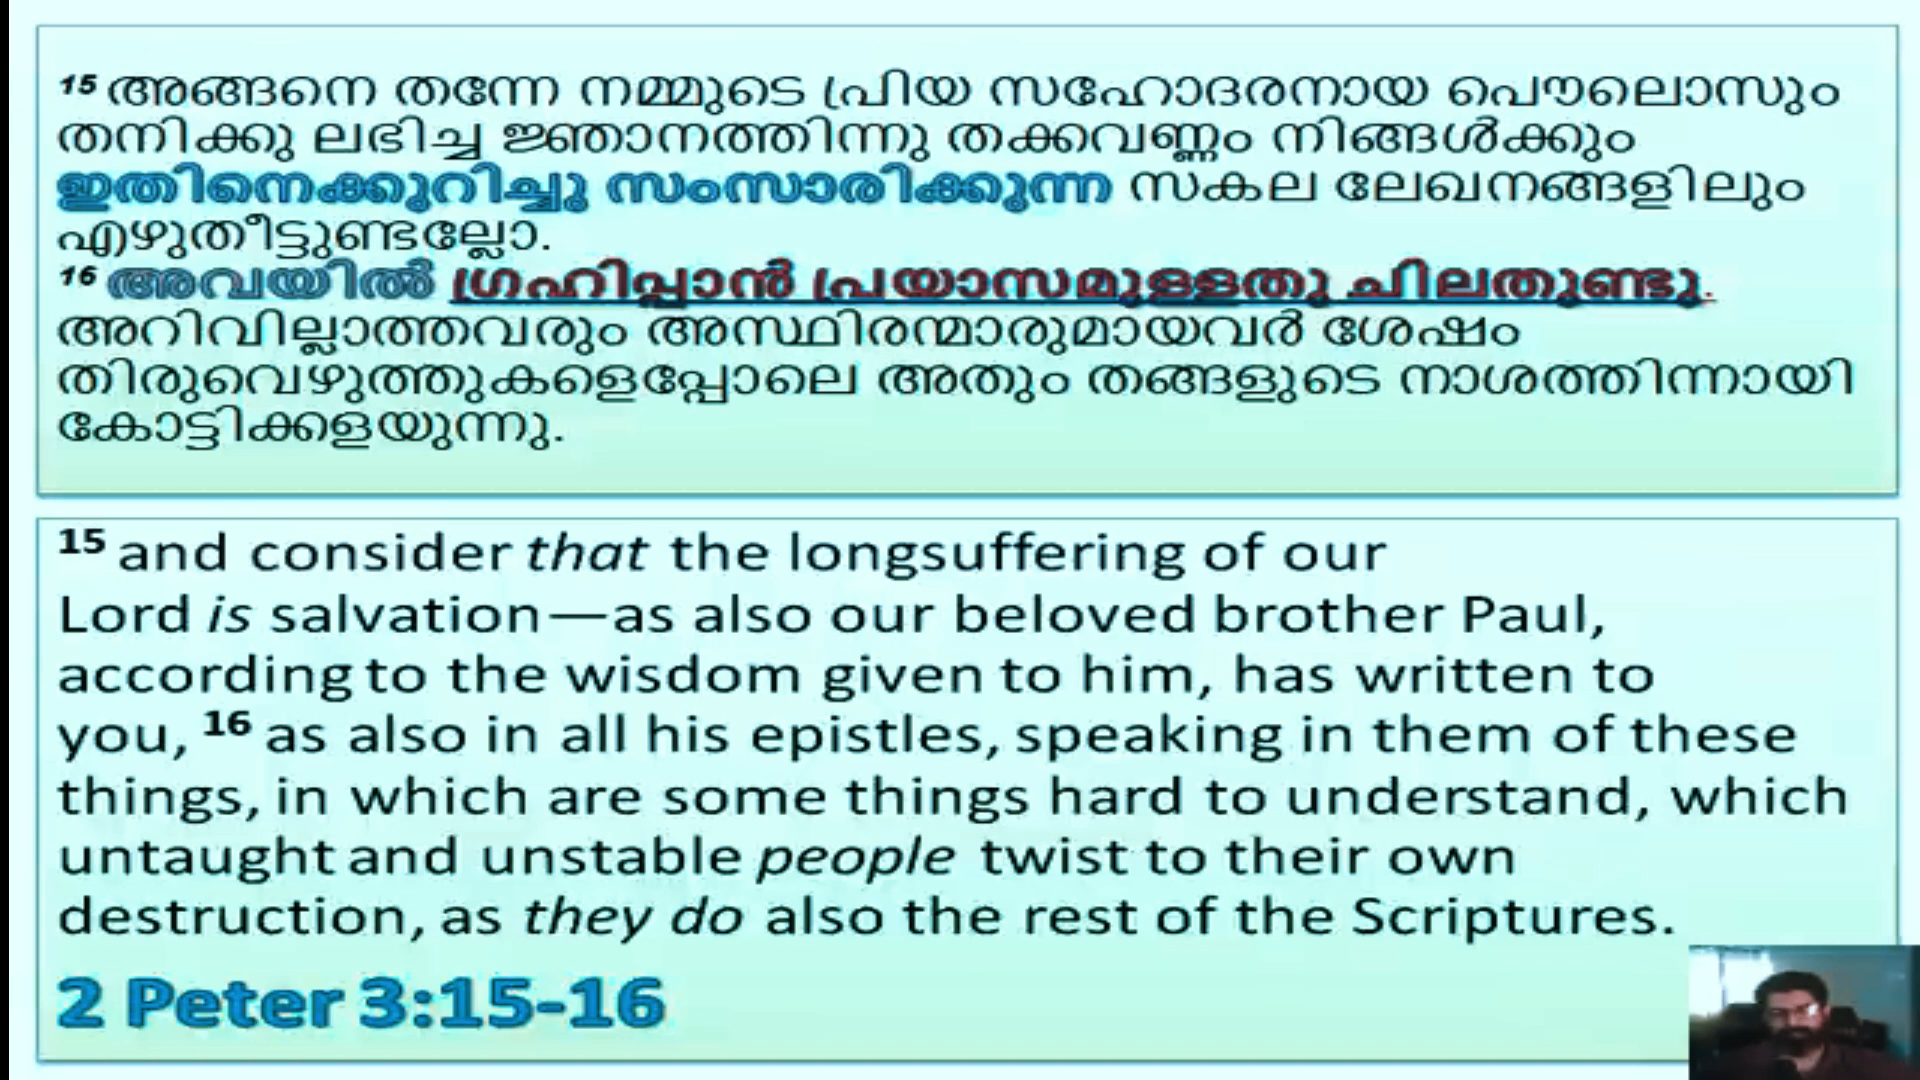 15 അങ്ങനെ തന്നേ നമ്മുടെ പ്രിയ സഹോദരനായ പൌലൊസും
തനിക്കു ലഭിച്ച ജ്ഞാനത്തിന്നു തക്കവണ്ണം നിങ്ങൾക്കും
ഇതിനെക്കുറിച്ചു സംസാരിക്കുന്ന സകല ലേഖനങ്ങളിലും
എഴുതീട്ടുണ്ടല്ലോ.
16 അവയിൽ ഗ്രഹിപ്പാൻ പ്രയാസമുള്ളതു ചിലതുണ്ടു.
അറിവില്ലാത്തവരും അസ്ഥിരന്മാരുമായവർ ശേഷം
തിരുവെഴുത്തുകളെപ്പോലെ അതും തങ്ങളുടെ നാശത്തിന്നായി
കോട്ടിക്കളയുന്നു.
15 and consider that the longsuffering of our
Lord is salvation—as also our beloved brother Paul,
according to the wisdom given to him, has written to
you, 16 as also in all his epistles, speaking in them of these
things, in which are some things hard to understand, which
untaught and unstable people twist to their own
destruction, as they do also the rest of the Scriptures.
2 Peter 3:15-16